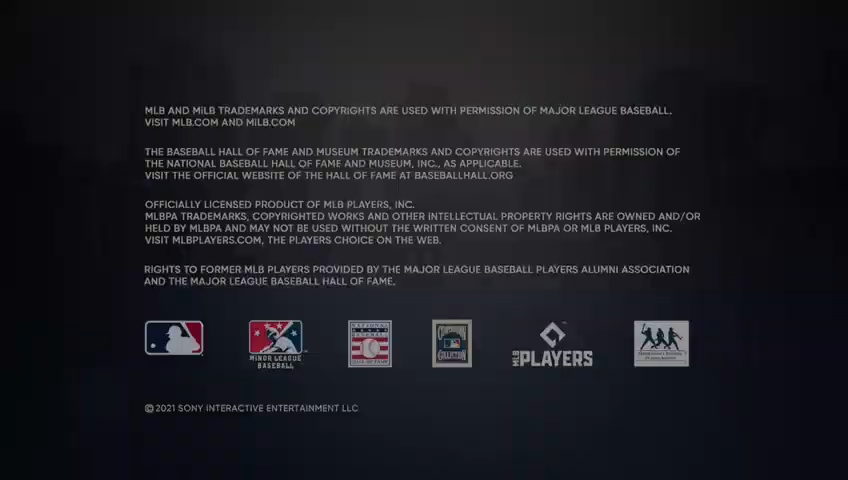 MLB AND MiLB TRADEMARKS AND COPYRIGHTS ARE USED WITH PERMISSION OF MAJOR LEAGUE BASEBALL.
VISIT MLB.COM AND MiLB.COM
THE BASEBALL HALL OF FAME AND MUSEUM TRADEMARKS AND COPYRIGHTS ARE USED WITH PERMISSION OF
THE NATIONAL BASEBALL HALL OF FAME AND MUSEUM, INC., AS APPLICABLE.
VISIT THE OFFICIAL WEBSITE OF THE HALL OF FAME AT BASEBALLHALL.ORG
OFFICIALLY LICENSED PRODUCT OF MLB PLAYERS, INC.
MLBPA TRADEMARKS, COPYRIGHTED WORKS AND OTHER INTELLECTUAL PROPERTY RIGHTS ARE OWNED AND/OR
HELD BY MLBPA AND MAY NOT BE USED WITHOUT THE WRITTEN CONSENT OF MLBPA OR MLB PLAYERS, INC.
VISIT MLBPLAYERS.COM, THE PLAYERS CHOICE ON THE WEB.
RIGHTS TO FORMER MLB PLAYERS PROVIDED BY THE MAJOR LEAGUE BASEBALL PLAYERS ALUMNI ASSOCIATION
AND THE MAJOR LEAGUE BASEBALL HALL OF FAME.
MINOR LEAGUE
BASEBALL
NATIONAL
BASEBALL
HALL OF FAME
COOPERSTOWN
COLLECTION
MLB PLAYERS
© 2021 SONY INTERACTIVE ENTERTAINMENT LLC